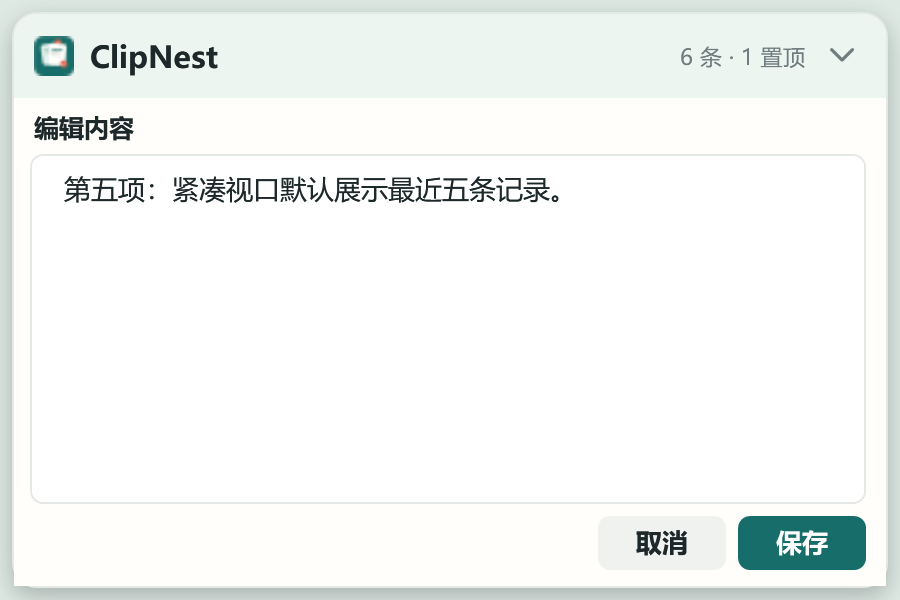 ClipNest
6 条 · 1 置顶
编辑内容
第五项：紧凑视口默认展示最近五条记录。
取消
保存